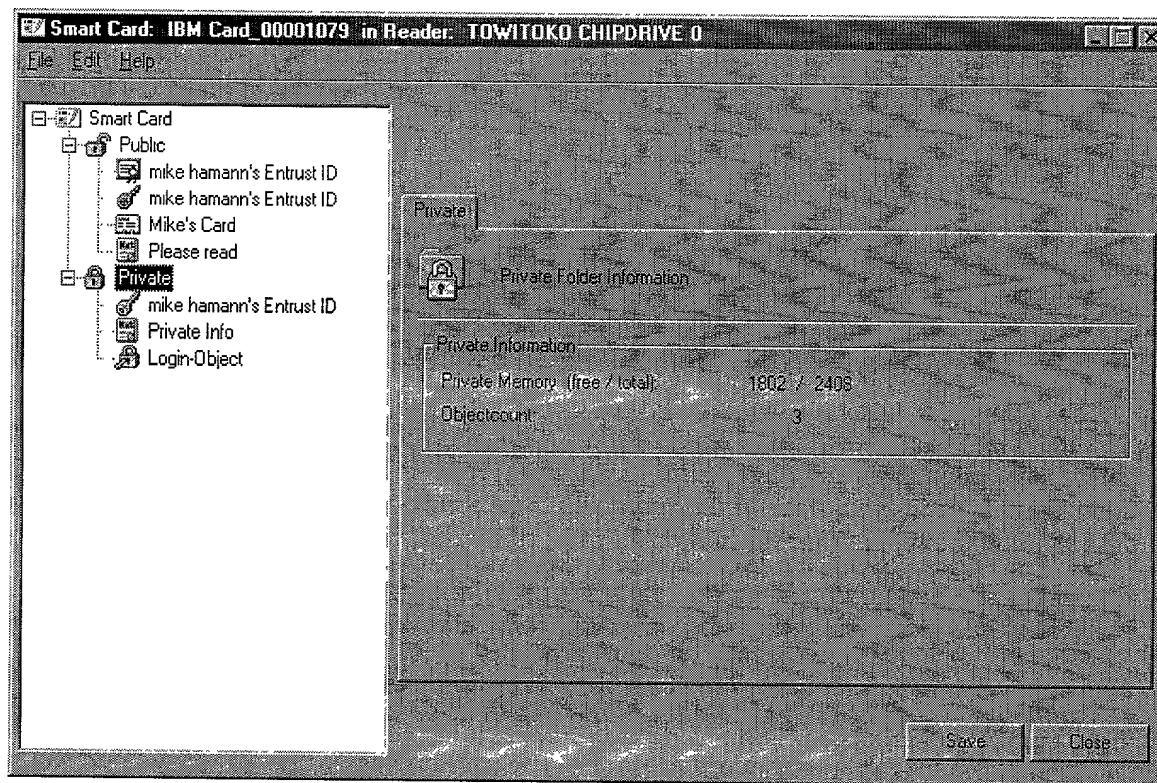 Smart Card: IBM Card_00001079 in Reader: TOWITOKO CHIPDRIVE 0
File Edit Help
Smart Card
Public
mike hamann's Entrust ID
mike hamann's Entrust ID
Mike's Card
Please read
Private
mike hamann's Entrust ID
Private Info
Login-Object
Private
Private Folder Information
Private Information
Private Memory (free / total): 1802 / 2408
Objectcount: 3
Save Close